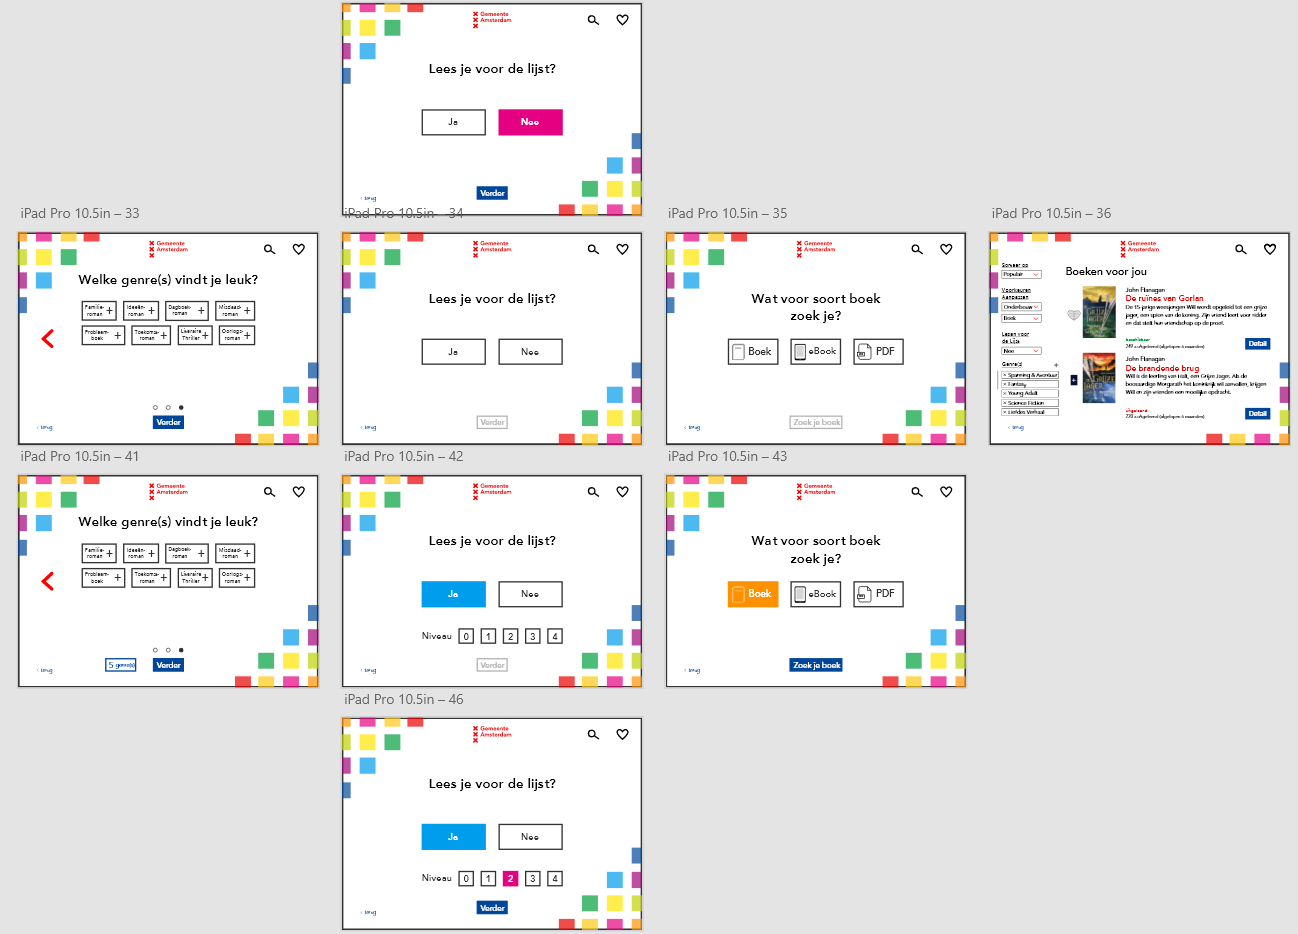 Gemeente
Amsterdam
Lees je voor de lijst?
Ja
Nee
Verder
‹ terug
iPad Pro 10.5in – 33
iPad Pro 10.5in – 34
iPad Pro 10.5in – 35
iPad Pro 10.5in – 36
Gemeente
Amsterdam
Welke genre(s) vindt je leuk?
Familie-
roman +
Ideeën-
roman +
Dagboek-
roman +
Misdaad-
roman +
Probleem-
boek +
Toekoms-
roman +
Literaire
Thriller +
Oorlogs-
roman +
Verder
‹ terug
Gemeente
Amsterdam
Lees je voor de lijst?
Ja
Nee
Verder
‹ terug
Gemeente
Amsterdam
Wat voor soort boek
zoek je?
Boek
eBook
PDF
Zoek je boek
‹ terug
Gemeente
Amsterdam
Sorteer op
Populair
Voorkeuren
Aanpassen
Onderbouw
Boek
Lezen voor
de Lijst
Nee
Genre(s) +
× Spanning & Avontuur
× Fantasy
× Young Adult
× Science Fiction
× Liefdes Verhaal
‹ terug
Boeken voor jou
John Flanagan
De ruïnes van Gorlan
De 15-jarige weesjongen Will wordt opgeleid tot een grijze
jager, een spion van de koning. Zijn vriend leert voor ridder
en dat stelt hun vriendschap op de proef.
beschikbaar
Detail
John Flanagan
De brandende brug
Will is de leerling van Halt, een Grijze Jager. Als de
boosaardige Morgarath het koninkrijk wil aanvallen, krijgen
Will en zijn vrienden een moeilijke opdracht.
uitgeleend
Detail
iPad Pro 10.5in – 41
iPad Pro 10.5in – 42
iPad Pro 10.5in – 43
Gemeente
Amsterdam
Welke genre(s) vindt je leuk?
Familie-
roman +
Ideeën-
roman +
Dagboek-
roman +
Misdaad-
roman +
Probleem-
boek +
Toekoms-
roman +
Literaire
Thriller +
Oorlogs-
roman +
5 genre(s)
Verder
‹ terug
Gemeente
Amsterdam
Lees je voor de lijst?
Ja
Nee
Niveau 0 1 2 3 4
Verder
‹ terug
Gemeente
Amsterdam
Wat voor soort boek
zoek je?
Boek
eBook
PDF
Zoek je boek
‹ terug
iPad Pro 10.5in – 46
Gemeente
Amsterdam
Lees je voor de lijst?
Ja
Nee
Niveau 0 1 2 3 4
Verder
‹ terug